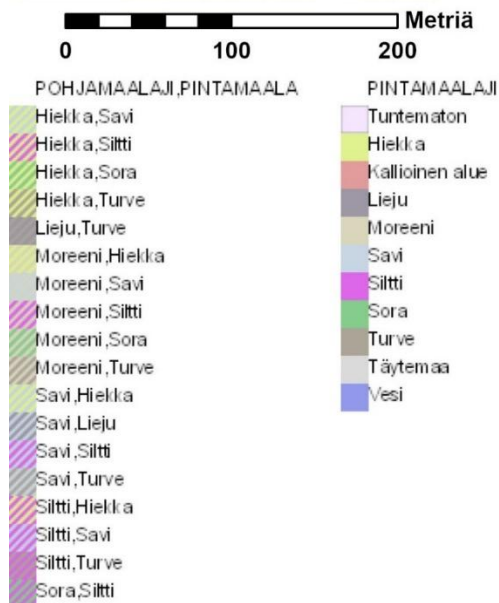 Metriä
0 100 200
POHJAMAALAJI,PINTAMAALA
Hiekka,Savi
Hiekka,Siltti
Hiekka,Sora
Hiekka,Turve
Lieju,Turve
Moreeni,Hiekka
Moreeni,Savi
Moreeni,Siltti
Moreeni,Sora
Moreeni,Turve
Savi,Hiekka
Savi,Lieju
Savi,Siltti
Savi,Turve
Siltti,Hiekka
Siltti,Savi
Siltti,Turve
Sora,Siltti
PINTAMAALAJI
Tuntematon
Hiekka
Kallioinen alue
Lieju
Moreeni
Savi
Siltti
Sora
Turve
Täytemaa
Vesi